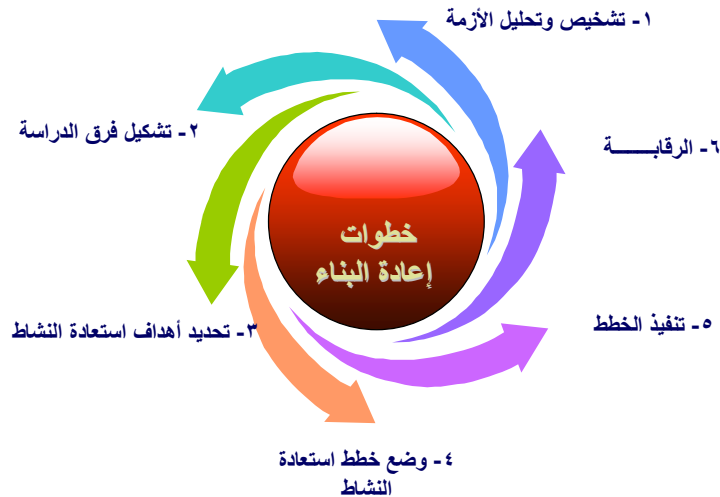 ١- تشخيص وتحليل الأزمة
٢- تشكيل فرق الدراسة
٦- الرقابـــــــة
خطوات
إعادة البناء
٣- تحديد أهداف استعادة النشاط
٥- تنفيذ الخطط
٤- وضع خطط استعادة
النشاط